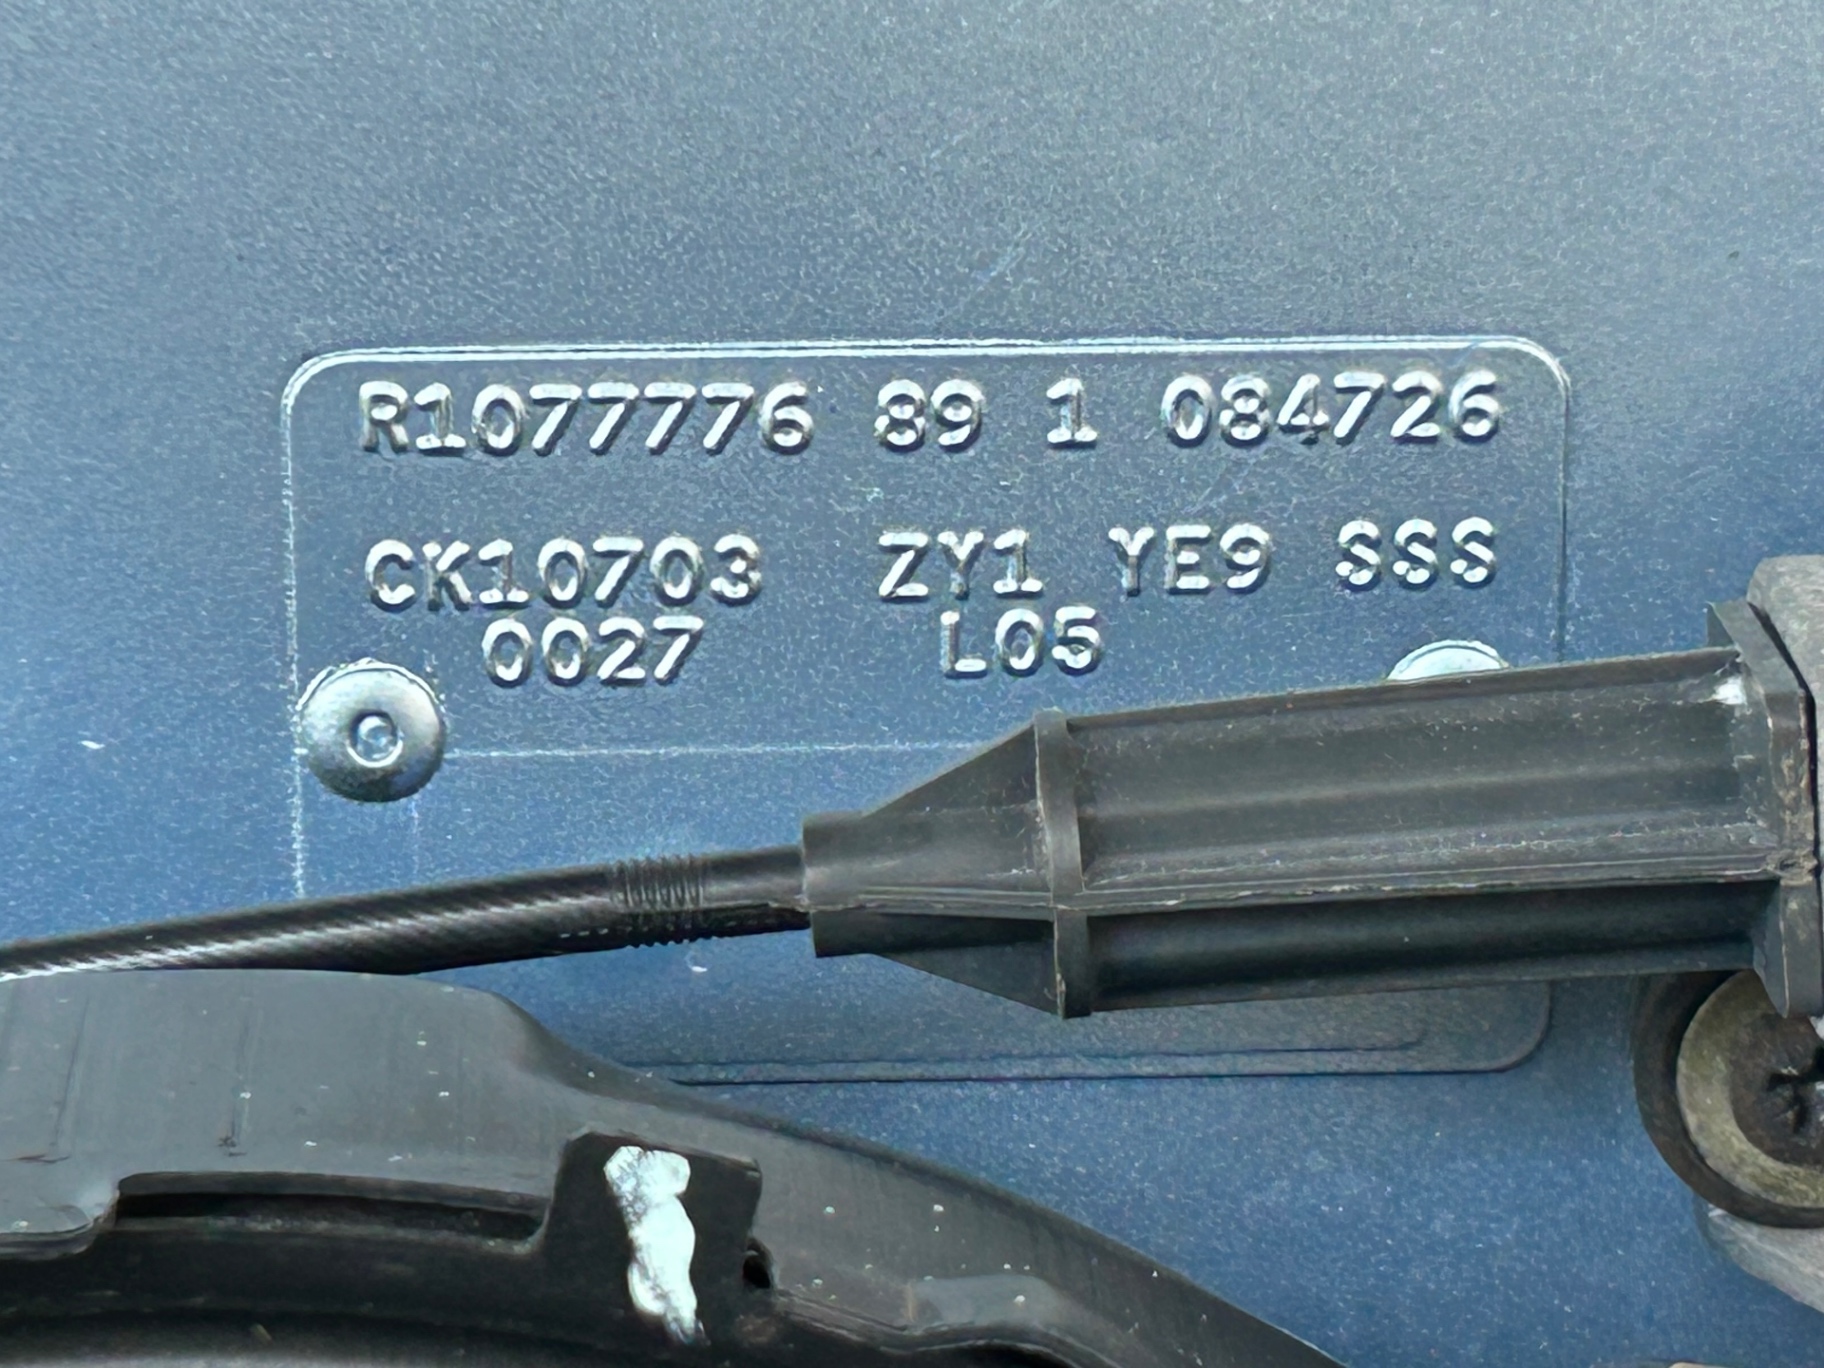 R1077776 89 1 084726
CK10703 ZY1 YE9 SSS
0027 L05